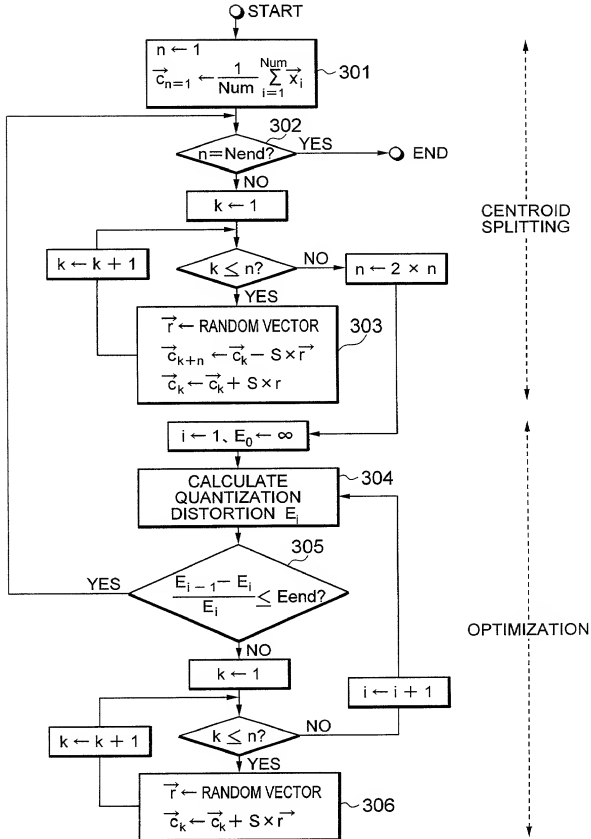 START
n ← 1
c⃗n=1 ← 1/Num Num∑i=1 x⃗i
301
302
n=Nend?
YES
END
NO
k ← 1
CENTROID
SPLITTING
k ← k + 1
k ≤ n?
NO
n ← 2 × n
YES
r⃗ ← RANDOM VECTOR
c⃗k+n ← c⃗k − S × r⃗
c⃗k ← c⃗k + S × r
303
i ← 1、E0 ← ∞
304
CALCULATE
QUANTIZATION
DISTORTION Ei
305
YES
Ei − 1 − Ei / Ei ≤ Eend?
OPTIMIZATION
NO
k ← 1
i ← i + 1
k ← k + 1
k ≤ n?
NO
YES
r⃗ ← RANDOM VECTOR
c⃗k ← c⃗k + S × r⃗
306